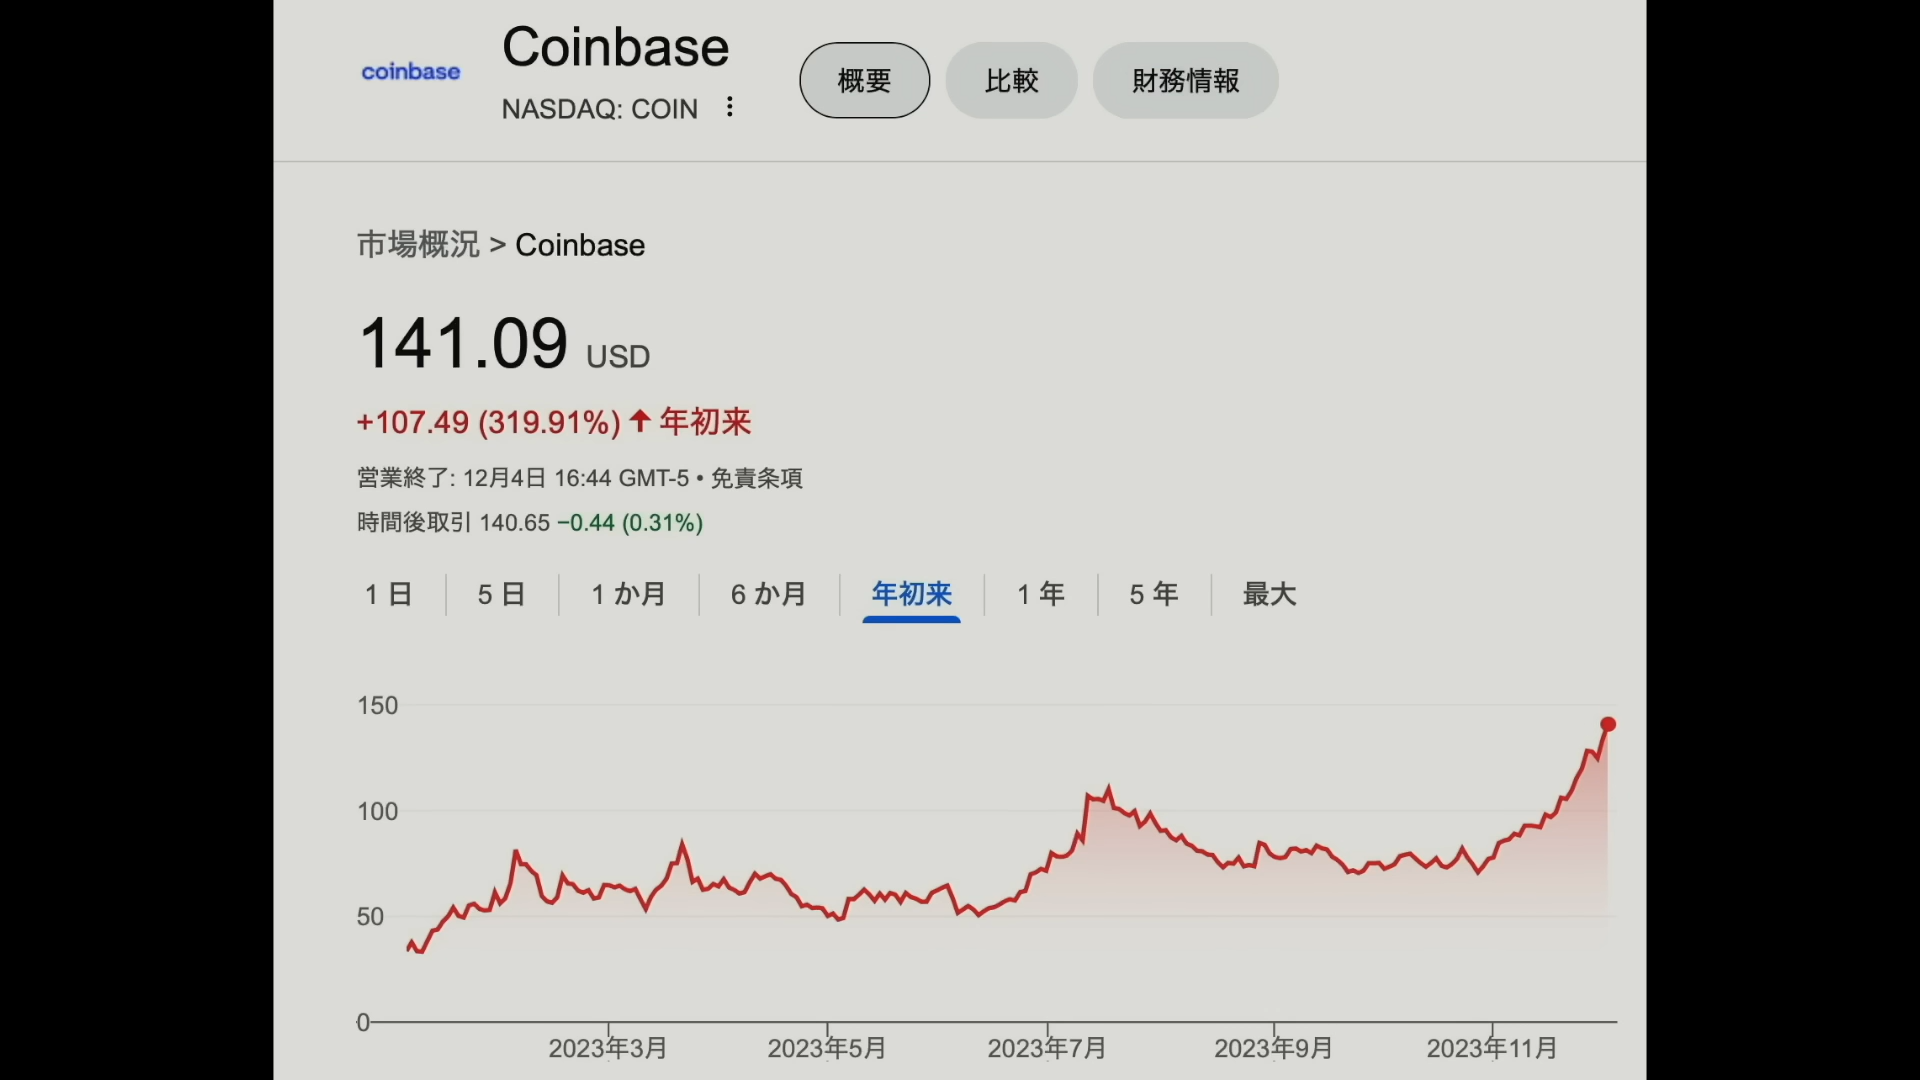 coinbase
Coinbase
NASDAQ: COIN
概要
比較
財務情報
市場概況 > Coinbase
141.09 USD
+107.49 (319.91%) ↑ 年初来
営業終了: 12月4日 16:44 GMT-5 • 免責条項
時間後取引 140.65 −0.44 (0.31%)
1 日
5 日
1 か月
6 か月
年初来
1 年
5 年
最大
150
100
50
0
2023年3月
2023年5月
2023年7月
2023年9月
2023年11月